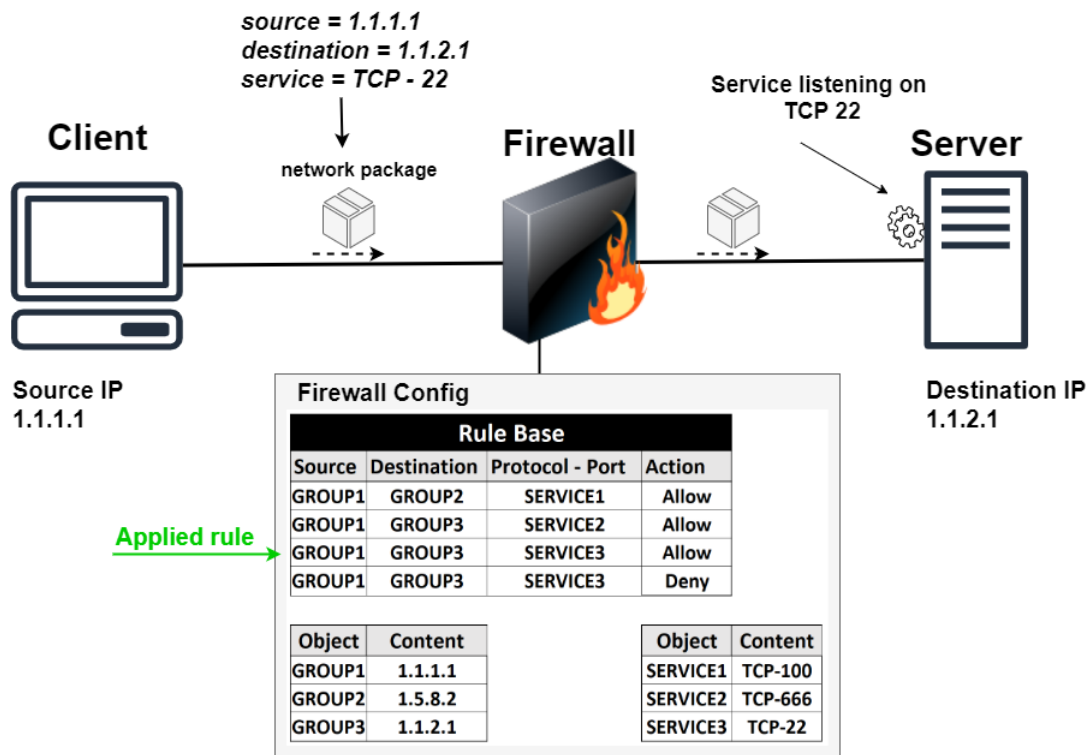 source = 1.1.1.1
destination = 1.1.2.1
service = TCP - 22
Service listening on
TCP 22
Client
Firewall
Server
network package
Source IP
1.1.1.1
Destination IP
1.1.2.1
Firewall Config
Rule Base
Source Destination Protocol - Port Action
GROUP1 GROUP2 SERVICE1 Allow
GROUP1 GROUP3 SERVICE2 Allow
Applied rule
GROUP1 GROUP3 SERVICE3 Allow
GROUP1 GROUP3 SERVICE3 Deny
Object Content
GROUP1 1.1.1.1
GROUP2 1.5.8.2
GROUP3 1.1.2.1
Object Content
SERVICE1 TCP-100
SERVICE2 TCP-666
SERVICE3 TCP-22